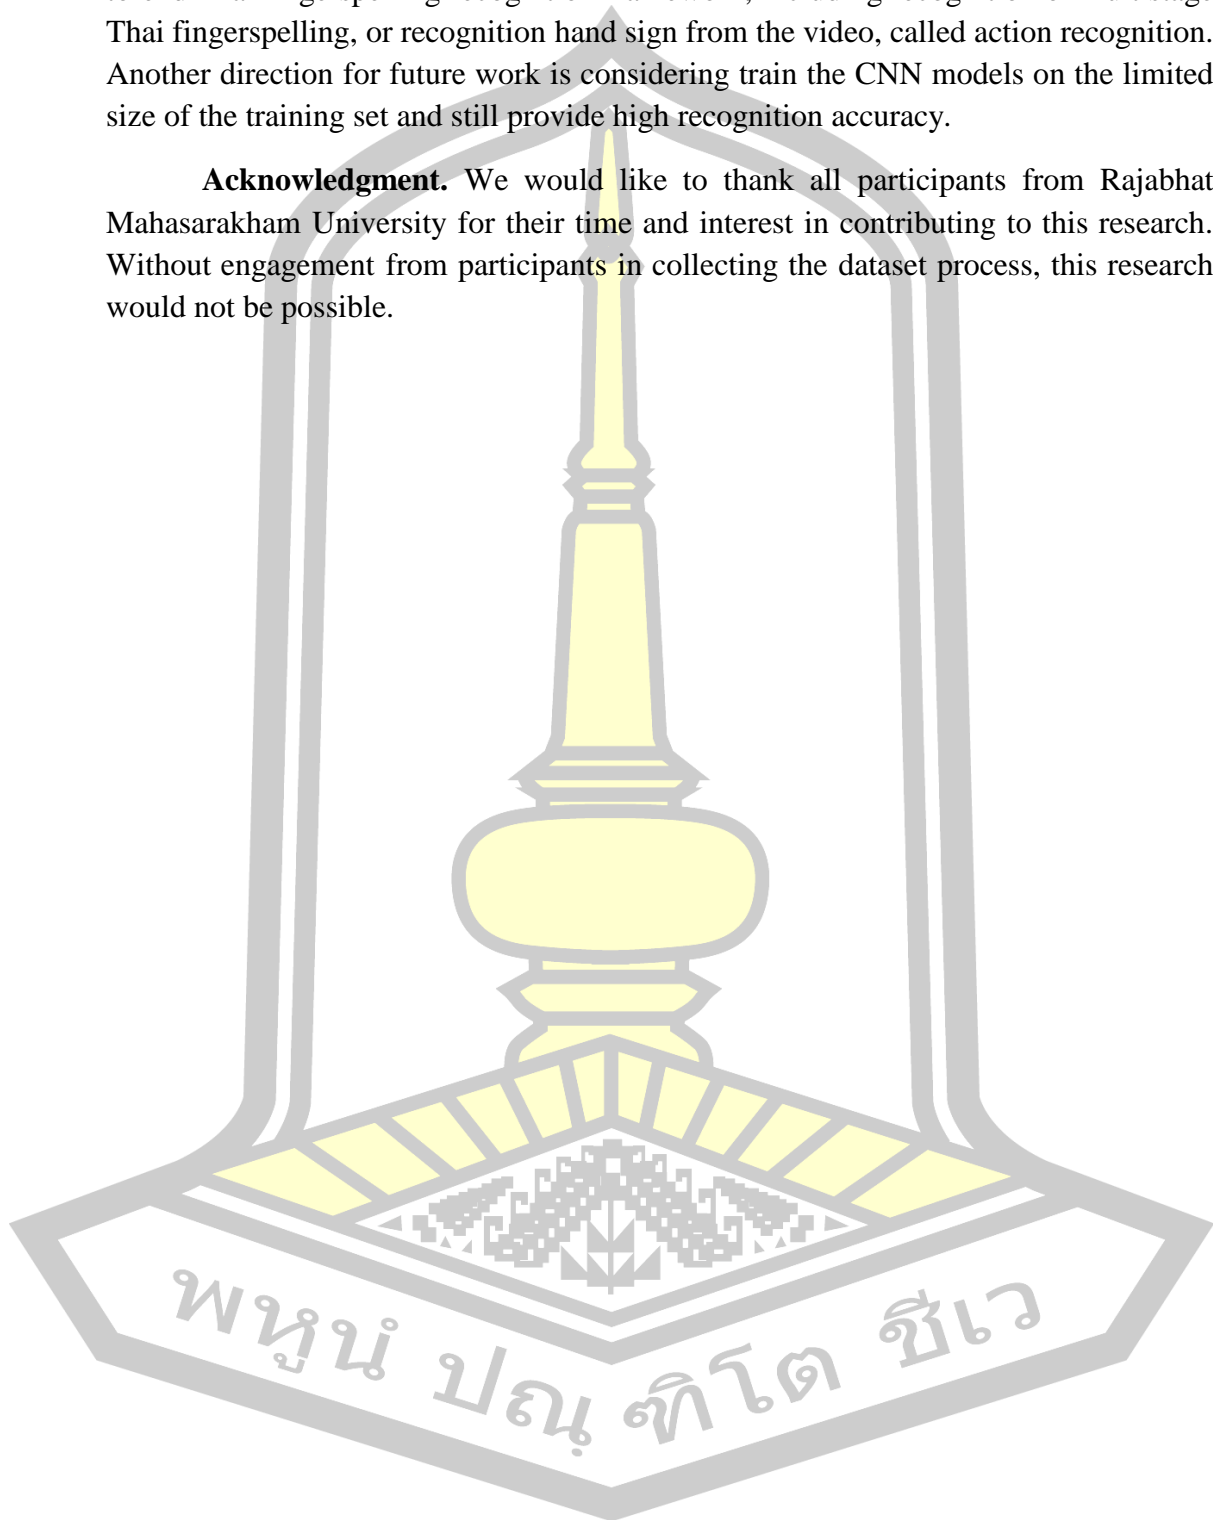 Thai fingerspelling, or recognition hand sign from the video, called action recognition.
Another direction for future work is considering train the CNN models on the limited
size of the training set and still provide high recognition accuracy.
Acknowledgment. We would like to thank all participants from Rajabhat
Mahasarakham University for their time and interest in contributing to this research.
Without engagement from participants in collecting the dataset process, this research
would not be possible.
พหูนํ ปณฺฑิโต ชีเว